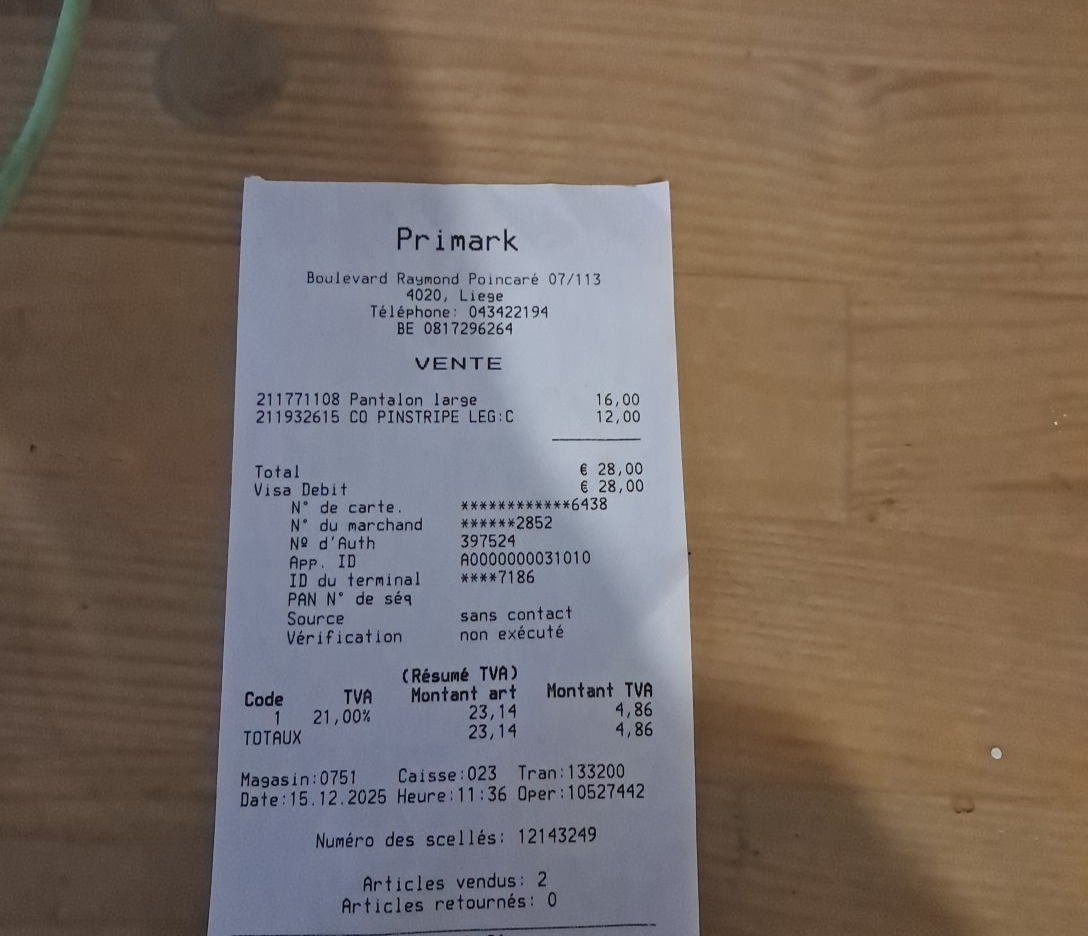 Primark
Boulevard Raymond Poincaré 07/113
4020, Liege
Téléphone: 043422194
BE 0817296264
VENTE
211771108 Pantalon large 16,00
211932615 CO PINSTRIPE LEG:C 12,00
Total € 28,00
Visa Debit € 28,00
N° de carte. ************6438
N° du marchand ******2852
Nº d'Auth 397524
App. ID A0000000031010
ID du terminal ****7186
PAN N° de séq
Source sans contact
Vérification non exécuté
(Résumé TVA)
Code TVA Montant art Montant TVA
1 21,00% 23,14 4,86
TOTAUX 23,14 4,86
Magasin:0751 Caisse:023 Tran:133200
Date:15.12.2025 Heure:11:36 Oper:10527442
Numéro des scellés: 12143249
Articles vendus: 2
Articles retournés: 0